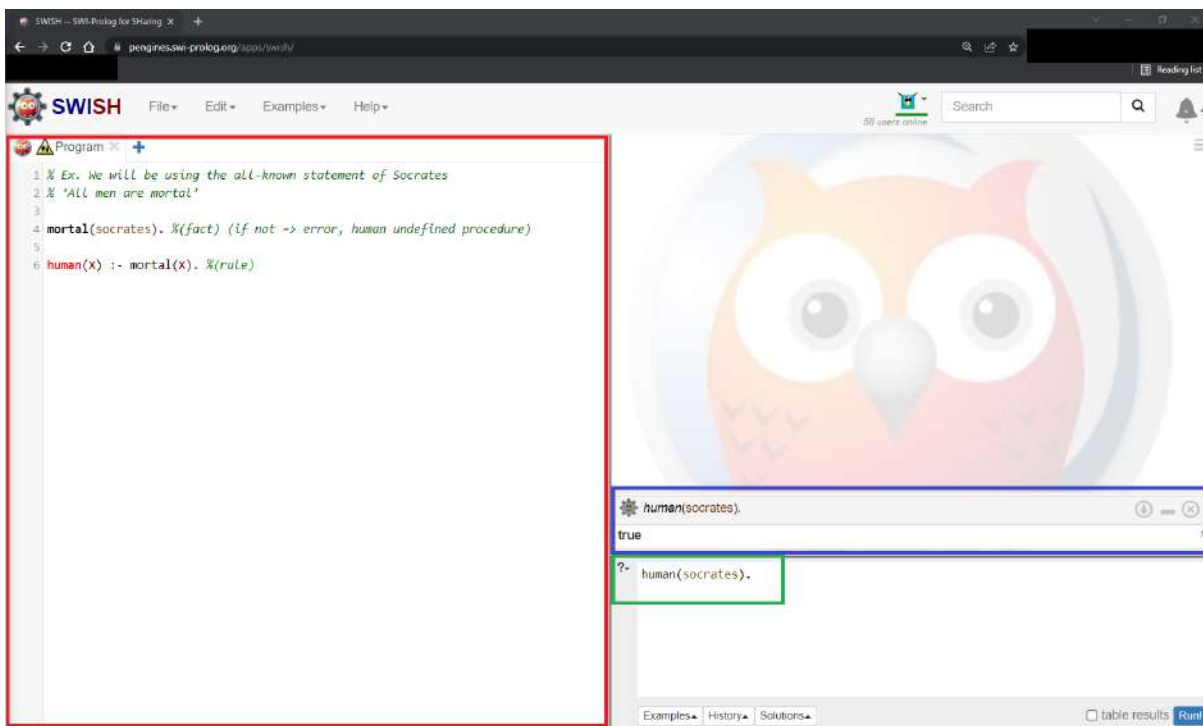 SWISH -- SWI-Prolog for SHaring
pengines.swi-prolog.org/apps/swish/
Reading list
SWISH File Edit Examples Help
Search
users online
Program
1 % Ex. We will be using the all-known statement of Socrates
2 % 'All men are mortal'
3
4 mortal(socrates). %(fact) (if not -> error, human undefined procedure)
5
6 human(X) :- mortal(X). %(rule)
human(socrates).
true
?- human(socrates).
Examples History Solutions
table results Run!